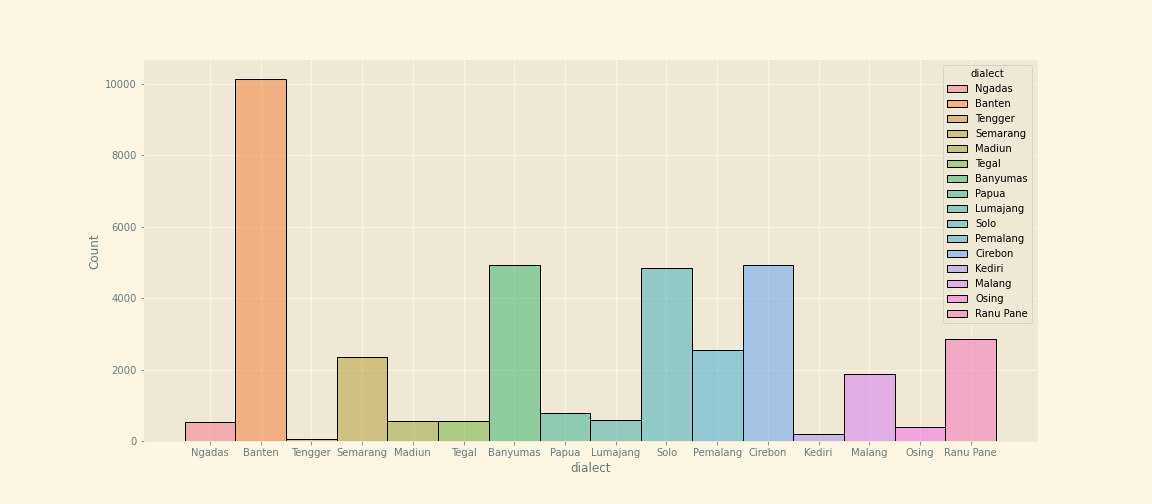 10000
8000
6000
4000
2000
0
Count
Ngadas Banten Tengger Semarang Madiun Tegal Banyumas Papua Lumajang Solo Pemalang Cirebon Kediri Malang Osing Ranu Pane
dialect
dialect
Ngadas
Banten
Tengger
Semarang
Madiun
Tegal
Banyumas
Papua
Lumajang
Solo
Pemalang
Cirebon
Kediri
Malang
Osing
Ranu Pane